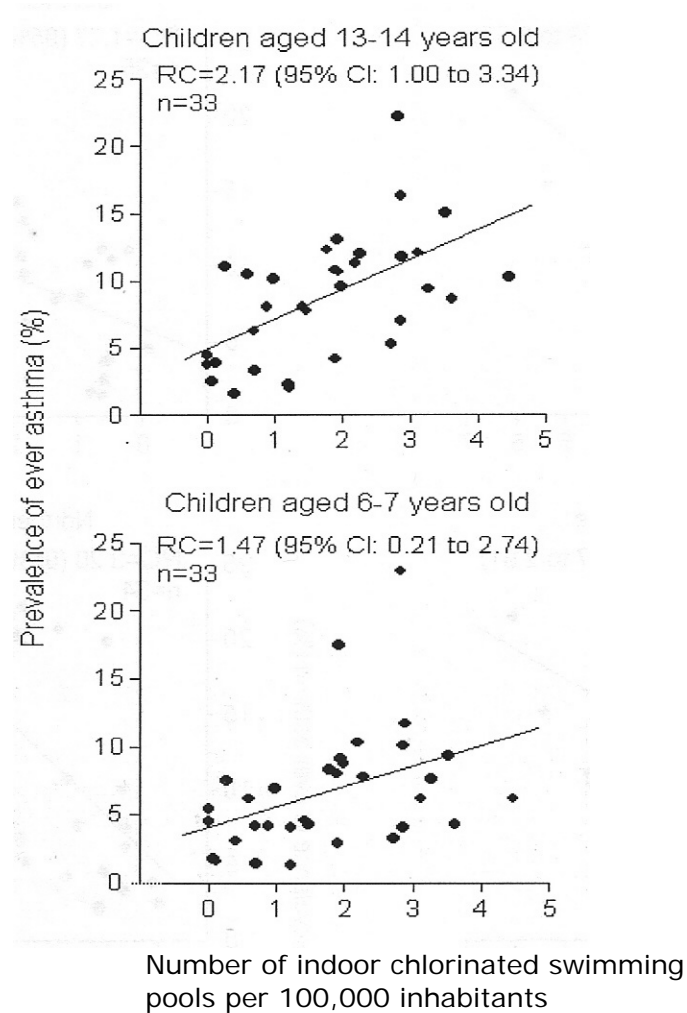 Children aged 13-14 years old
RC=2.17 (95% CI: 1.00 to 3.34)
n=33
25
20
15
10
5
0
0 1 2 3 4 5
Prevalence of ever asthma (%)
Children aged 6-7 years old
RC=1.47 (95% CI: 0.21 to 2.74)
n=33
25
20
15
10
5
0
0 1 2 3 4 5
Number of indoor chlorinated swimming
pools per 100,000 inhabitants